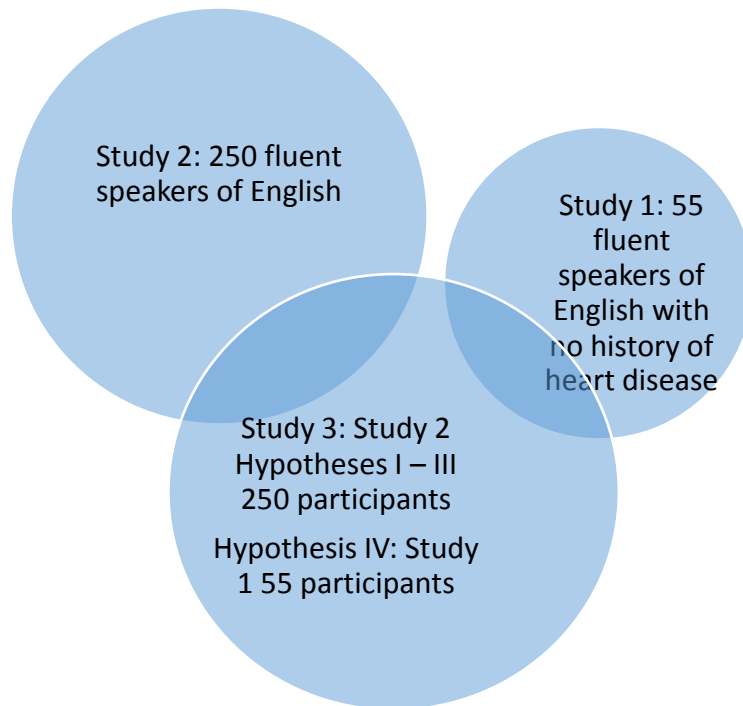 Study 2: 250 fluent
speakers of English
Study 1: 55
fluent
speakers of
English with
no history of
heart disease
Study 3: Study 2
Hypotheses I – III
250 participants
Hypothesis IV: Study
1 55 participants